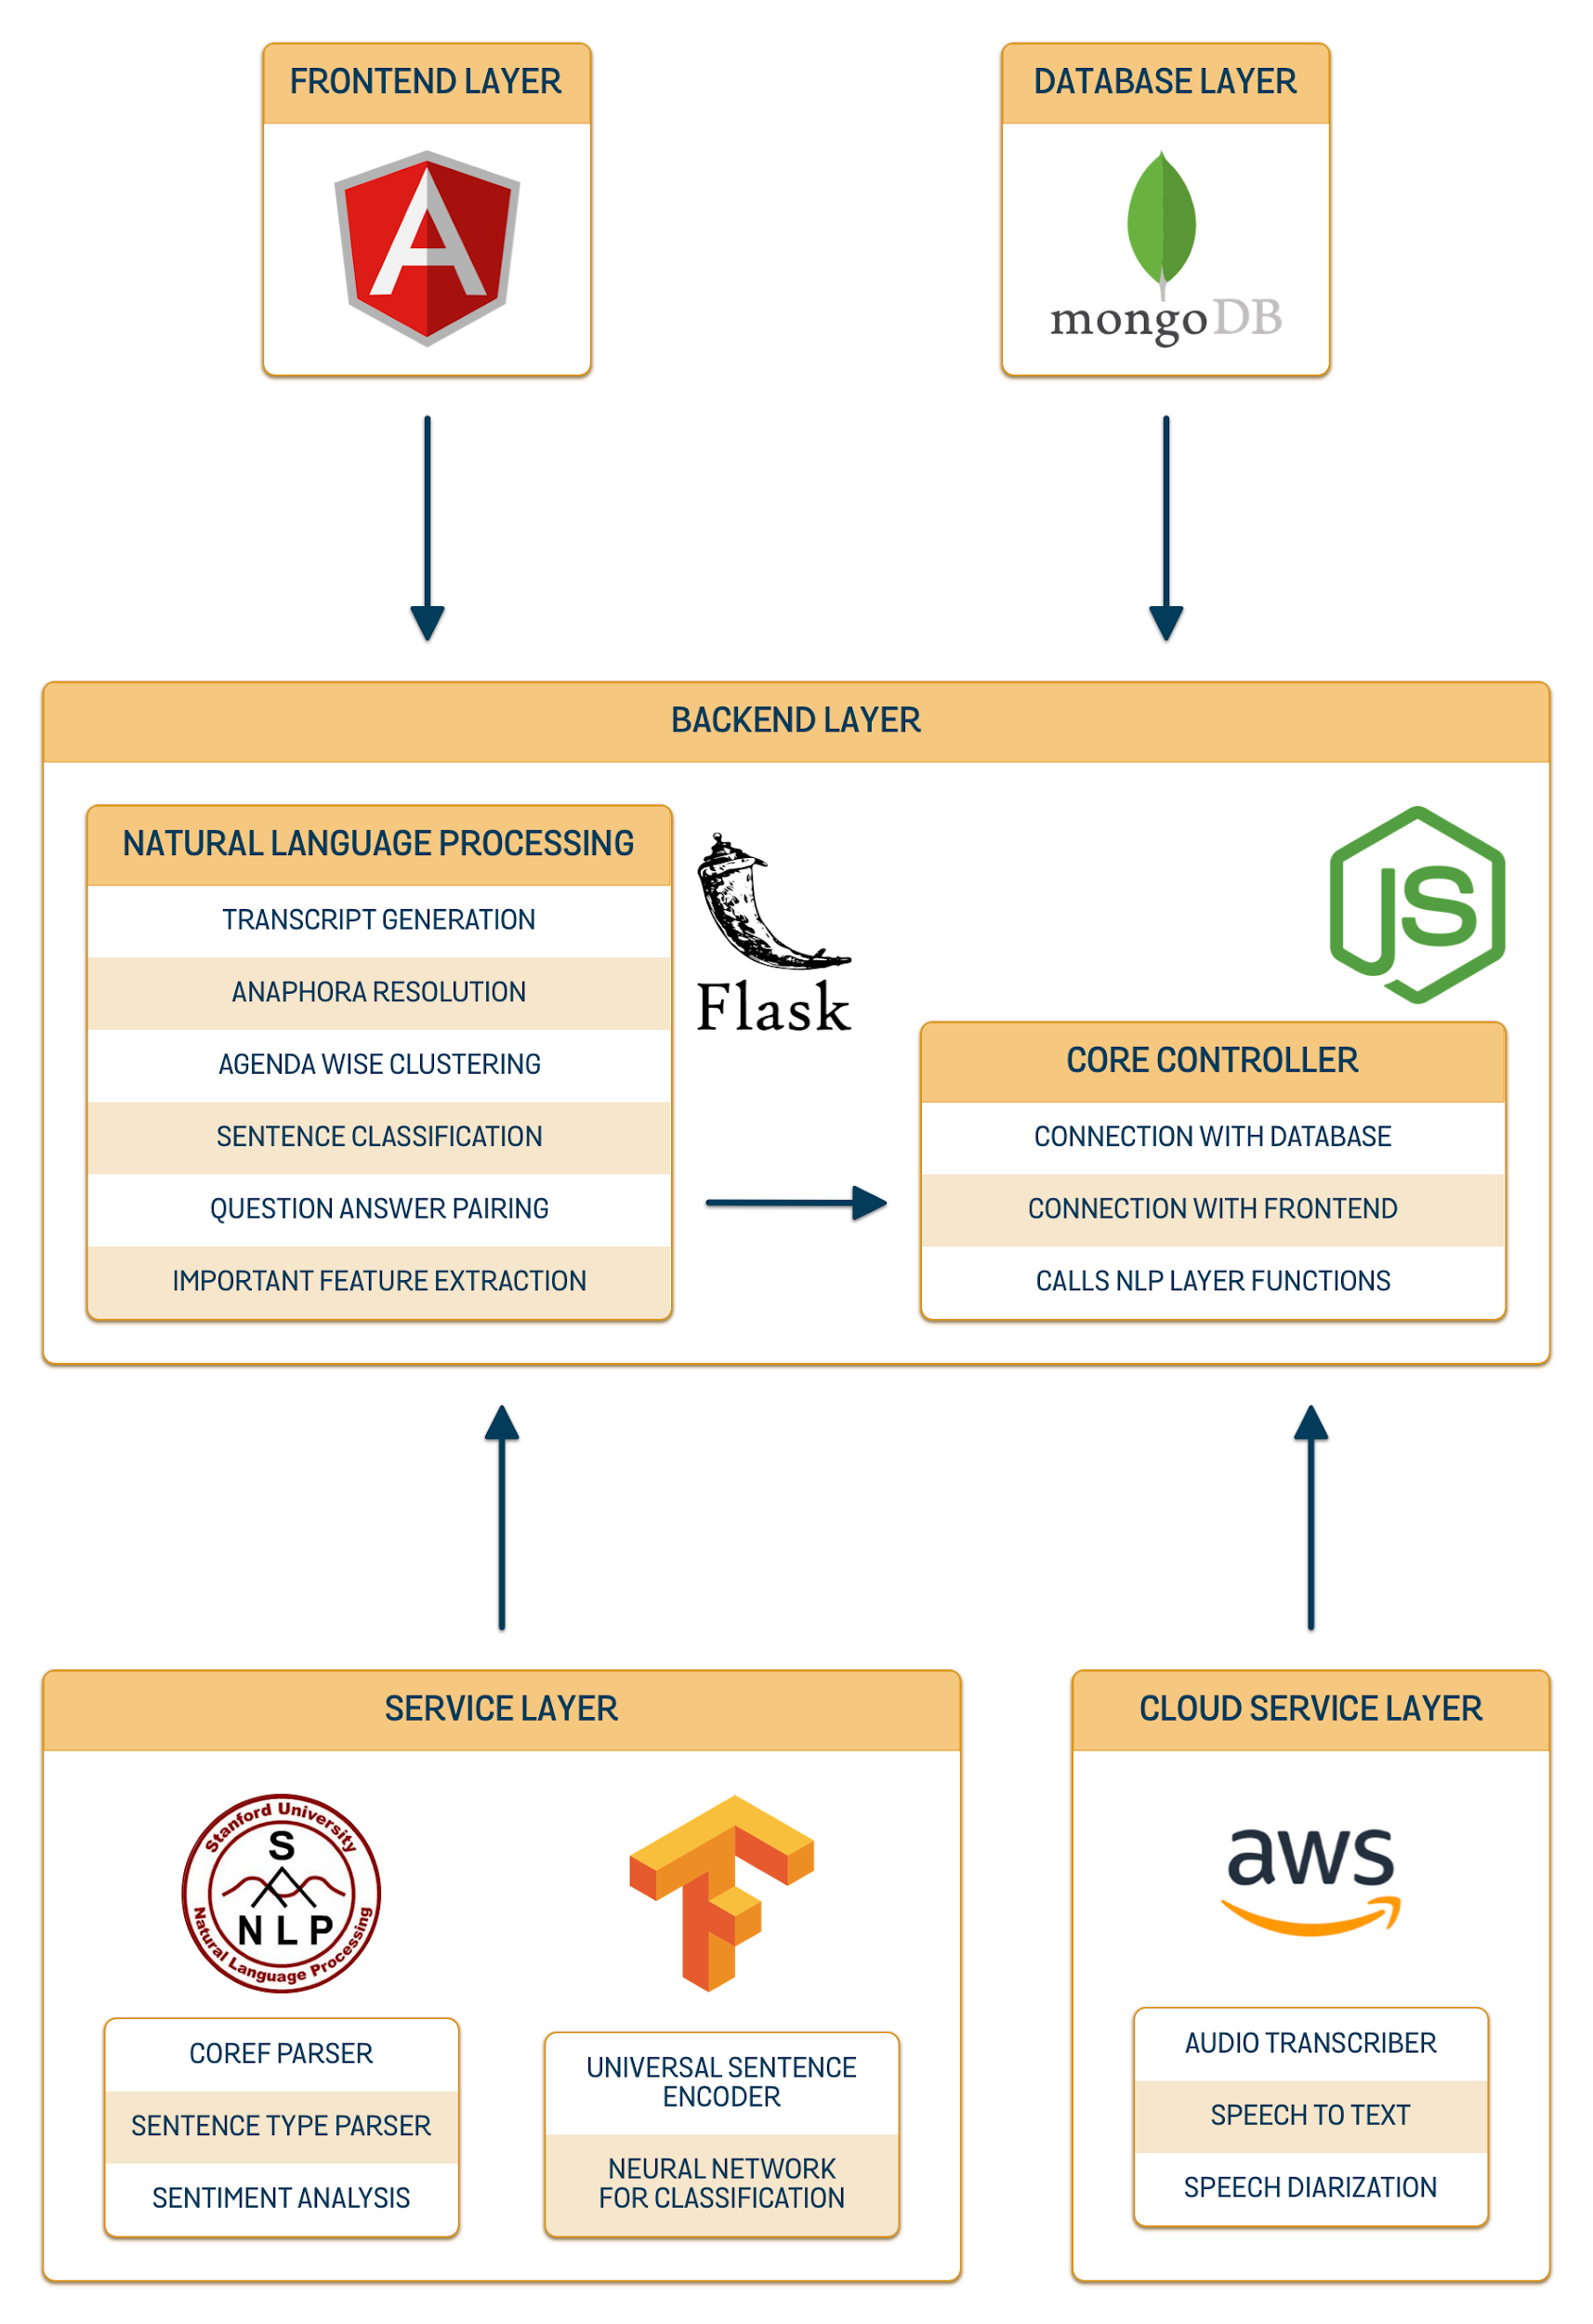 FRONTEND LAYER
DATABASE LAYER
mongoDB
BACKEND LAYER
NATURAL LANGUAGE PROCESSING
TRANSCRIPT GENERATION
ANAPHORA RESOLUTION
AGENDA WISE CLUSTERING
SENTENCE CLASSIFICATION
QUESTION ANSWER PAIRING
IMPORTANT FEATURE EXTRACTION
Flask
JS
CORE CONTROLLER
CONNECTION WITH DATABASE
CONNECTION WITH FRONTEND
CALLS NLP LAYER FUNCTIONS
SERVICE LAYER
Stanford University
S
NLP
Natural Language Processing
COREF PARSER
SENTENCE TYPE PARSER
SENTIMENT ANALYSIS
UNIVERSAL SENTENCE
ENCODER
NEURAL NETWORK
FOR CLASSIFICATION
CLOUD SERVICE LAYER
aws
AUDIO TRANSCRIBER
SPEECH TO TEXT
SPEECH DIARIZATION